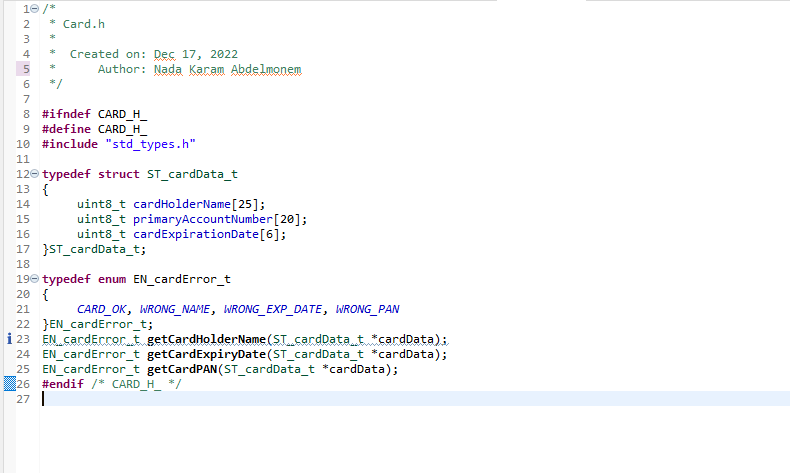 1 /*
2  * Card.h
3  *
4  *  Created on: Dec 17, 2022
5  *      Author: Nada Karam Abdelmonem
6  */
7
8 #ifndef CARD_H_
9 #define CARD_H_
10 #include "std_types.h"
11
12 typedef struct ST_cardData_t
13 {
14     uint8_t cardHolderName[25];
15     uint8_t primaryAccountNumber[20];
16     uint8_t cardExpirationDate[6];
17 }ST_cardData_t;
18
19 typedef enum EN_cardError_t
20 {
21     CARD_OK, WRONG_NAME, WRONG_EXP_DATE, WRONG_PAN
22 }EN_cardError_t;
23 EN_cardError_t getCardHolderName(ST_cardData_t *cardData);
24 EN_cardError_t getCardExpiryDate(ST_cardData_t *cardData);
25 EN_cardError_t getCardPAN(ST_cardData_t *cardData);
26 #endif /* CARD_H_ */
27